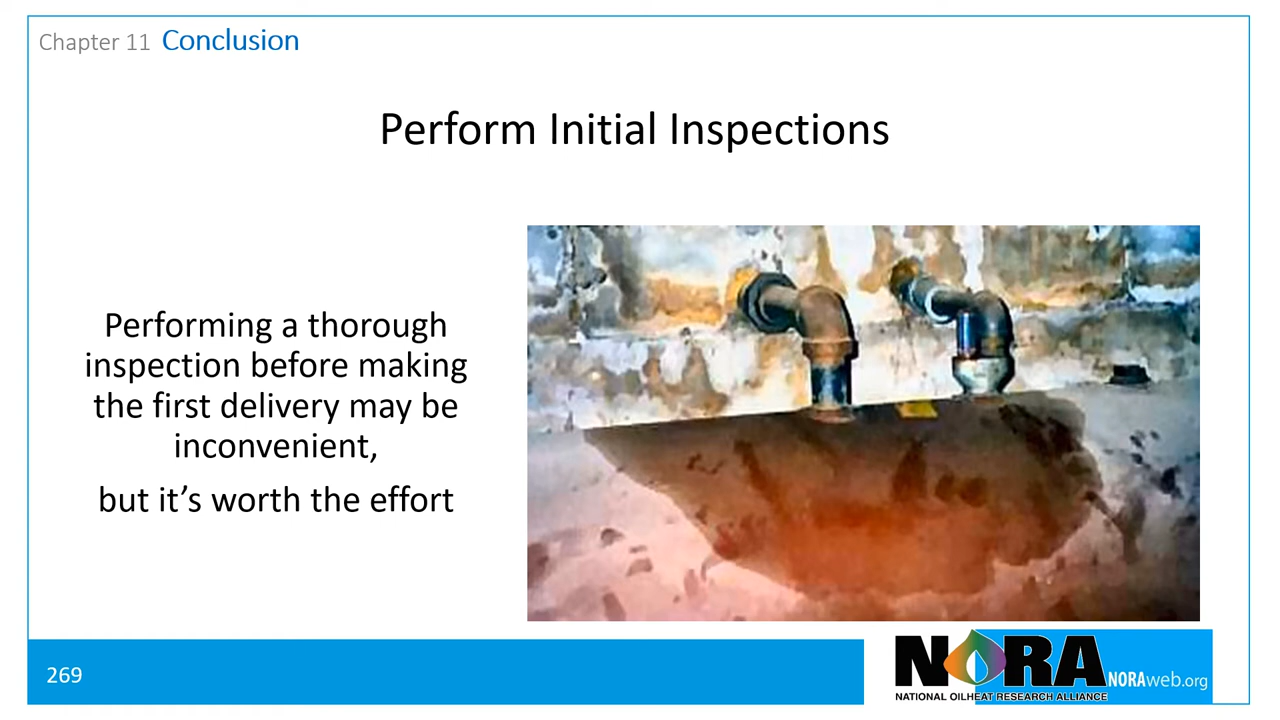 Chapter 11 Conclusion
Perform Initial Inspections
Performing a thorough
inspection before making
the first delivery may be
inconvenient,
but it’s worth the effort
269
NORA
NATIONAL OILHEAT RESEARCH ALLIANCE
NORAweb.org